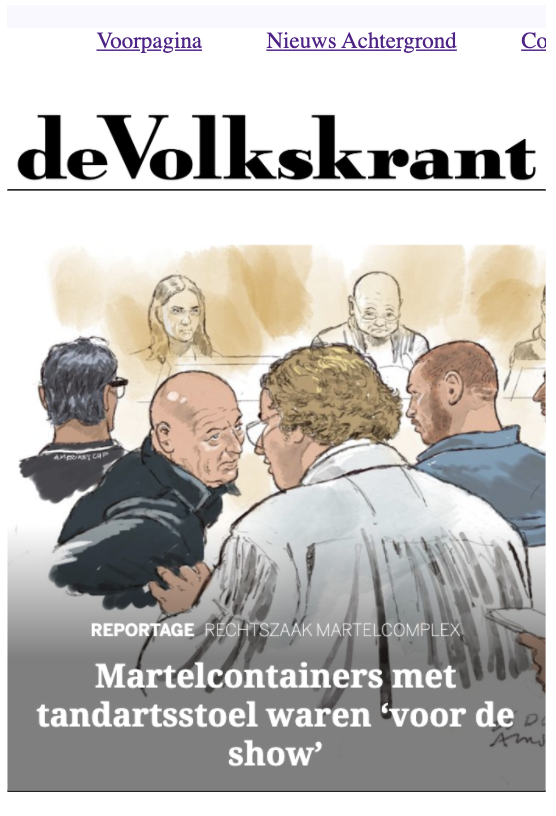 Voorpagina Nieuws Achtergrond Co
deVolkskrant
REPORTAGE RECHTSZAAK MARTELCOMPLEX
Martelcontainers met
tandartsstoel waren ‘voor de
show’